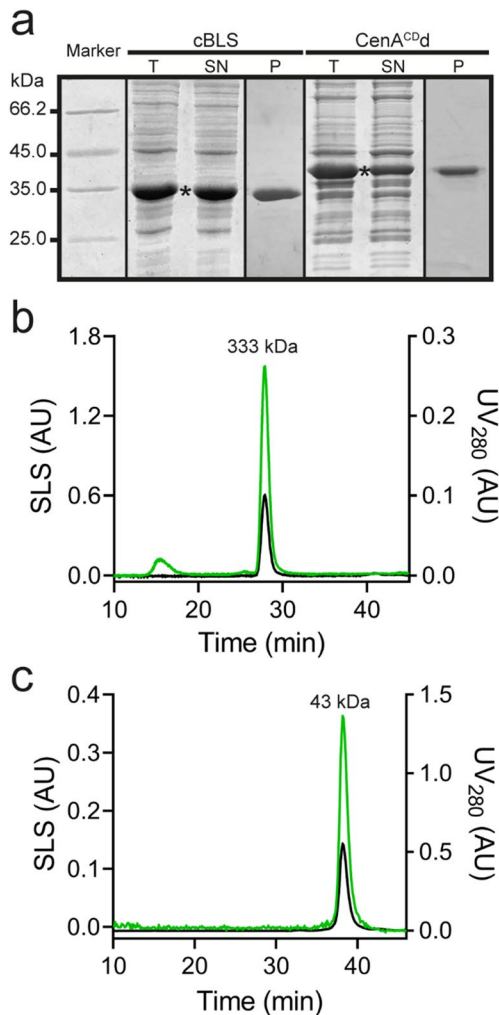 a
cBLS CenA^CDd
Marker T SN P T SN P
kDa
66.2
45.0
*
*
35.0
25.0
b
333 kDa
1.8 0.3
1.2 0.2
0.6 0.1
0.0 0.0
SLS (AU)
UV₂₈₀ (AU)
10 20 30 40
Time (min)
c
43 kDa
0.4 1.5
0.3
1.0
0.2
0.5
0.1
0.0 0.0
SLS (AU)
UV₂₈₀ (AU)
10 20 30 40
Time (min)